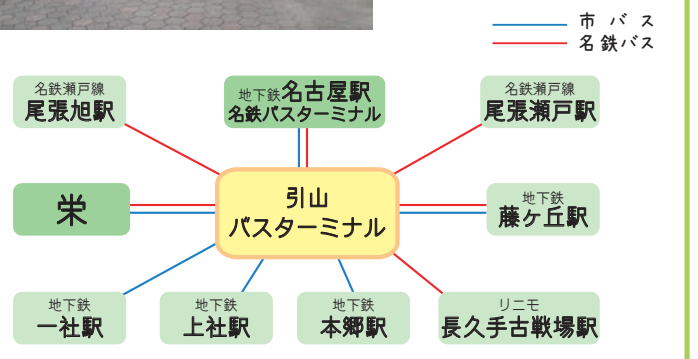 市バス
名鉄バス
名鉄瀬戸線
尾張旭駅
地下鉄名古屋駅
名鉄バスターミナル
名鉄瀬戸線
尾張瀬戸駅
栄
引山
バスターミナル
地下鉄
藤ヶ丘駅
地下鉄
一社駅
地下鉄
上社駅
地下鉄
本郷駅
リニモ
長久手古戦場駅